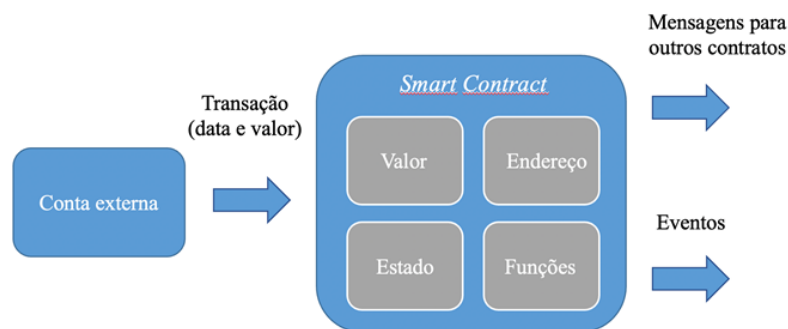 Conta externa
Transação
(data e valor)
Smart Contract
Valor
Endereço
Estado
Funções
Mensagens para
outros contratos
Eventos